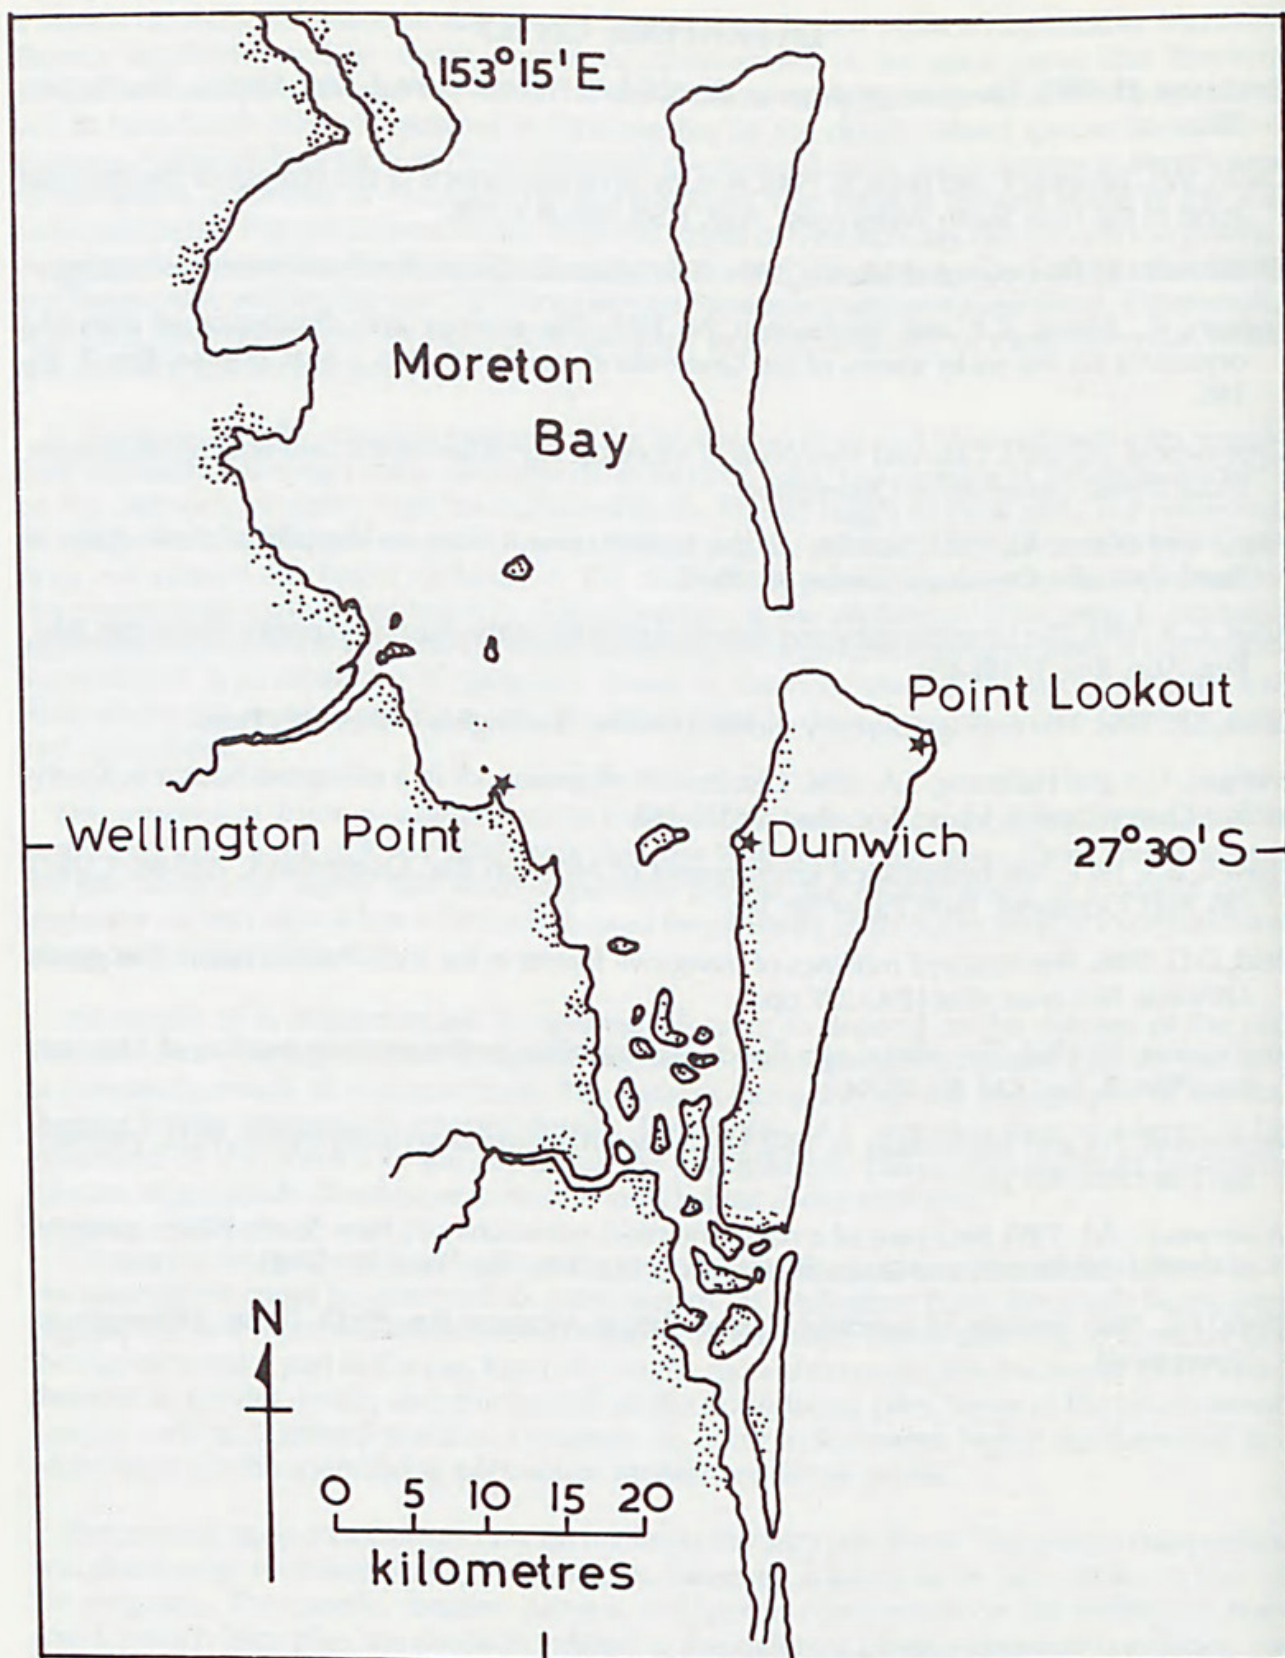 153°15'E
Moreton
Bay
Point Lookout
Wellington Point
Dunwich
27°30'S
N
0 5 10 15 20
kilometres